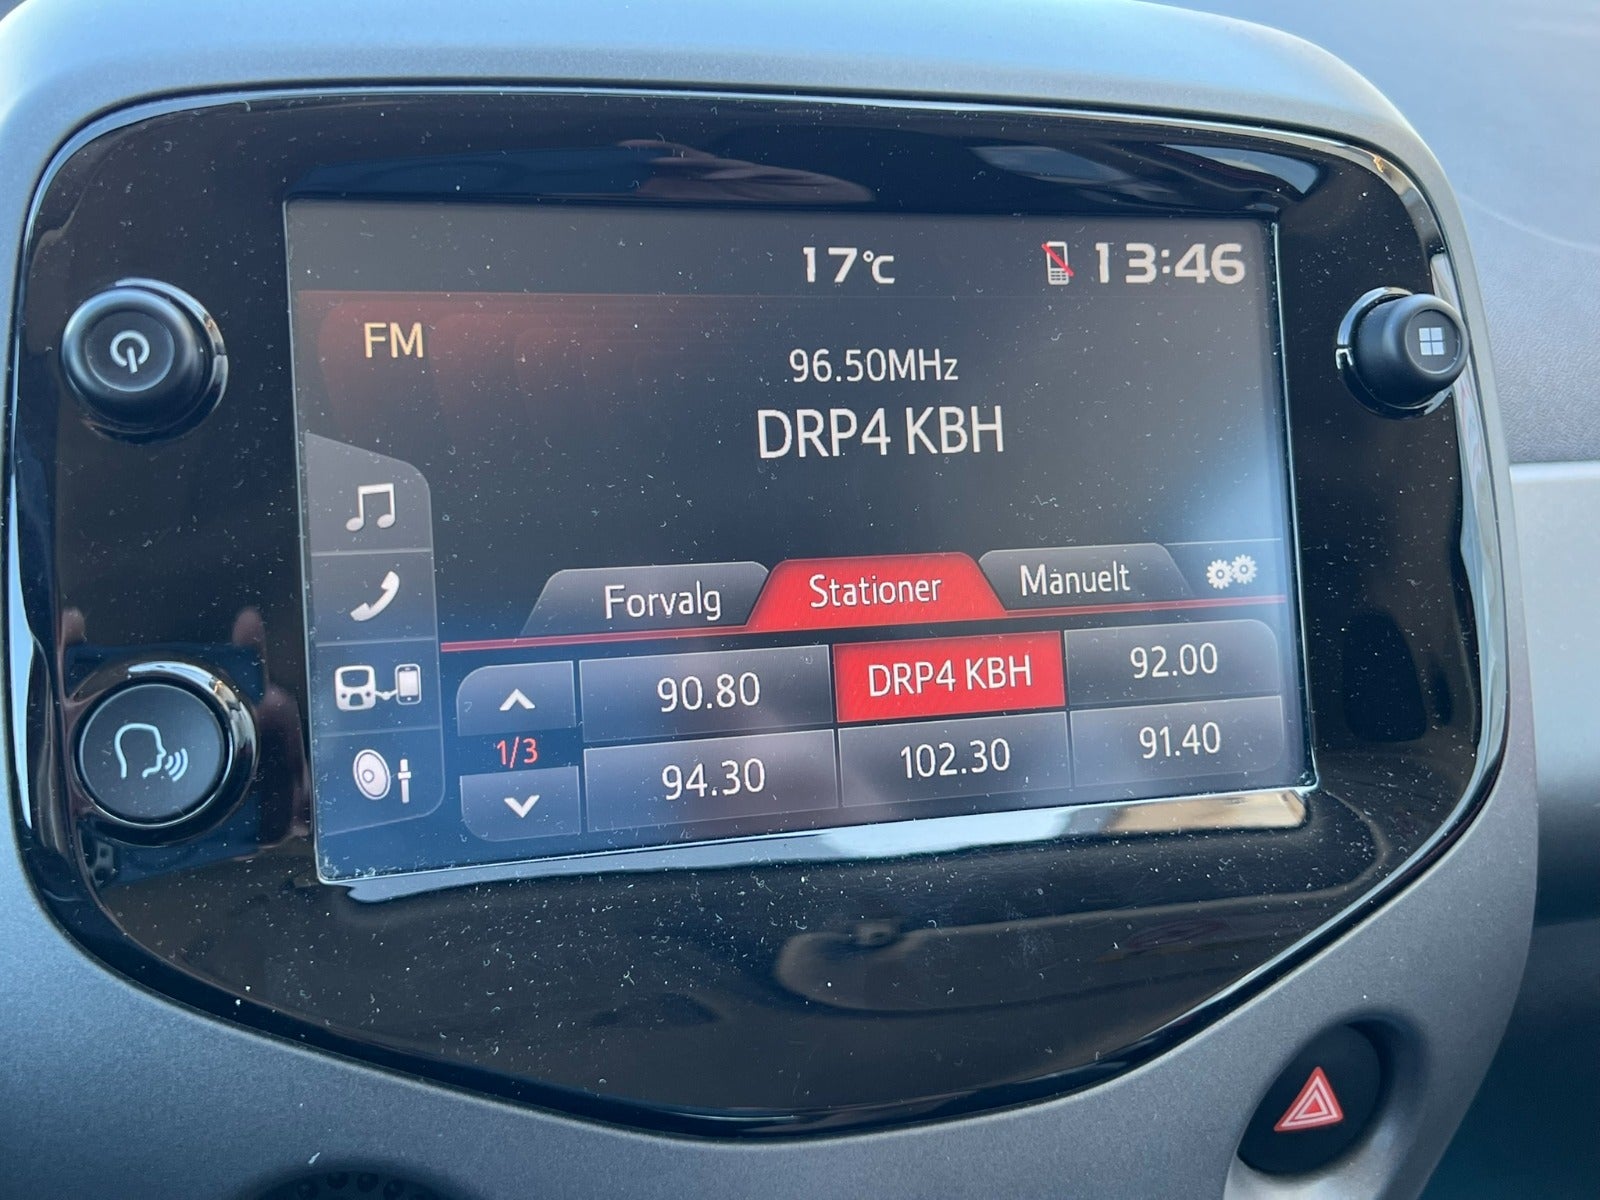 17°C 13:46
FM
96.50MHz
DRP4 KBH
Forvalg Stationer Manuelt
90.80 DRP4 KBH 92.00
1/3
94.30 102.30 91.40